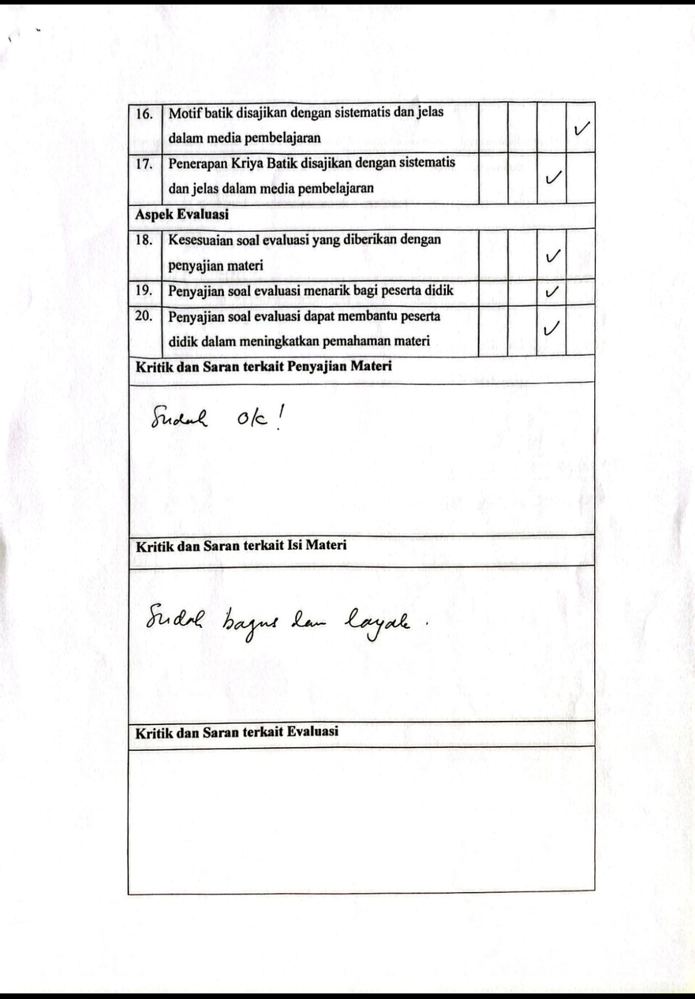 16. Motif batik disajikan dengan sistematis dan jelas
dalam media pembelajaran ✓
17. Penerapan Kriya Batik disajikan dengan sistematis
dan jelas dalam media pembelajaran ✓
Aspek Evaluasi
18. Kesesuaian soal evaluasi yang diberikan dengan
penyajian materi ✓
19. Penyajian soal evaluasi menarik bagi peserta didik ✓
20. Penyajian soal evaluasi dapat membantu peserta
didik dalam meningkatkan pemahaman materi ✓
Kritik dan Saran terkait Penyajian Materi
Sudah ok!
Kritik dan Saran terkait Isi Materi
Sudah bagus dan layak.
Kritik dan Saran terkait Evaluasi